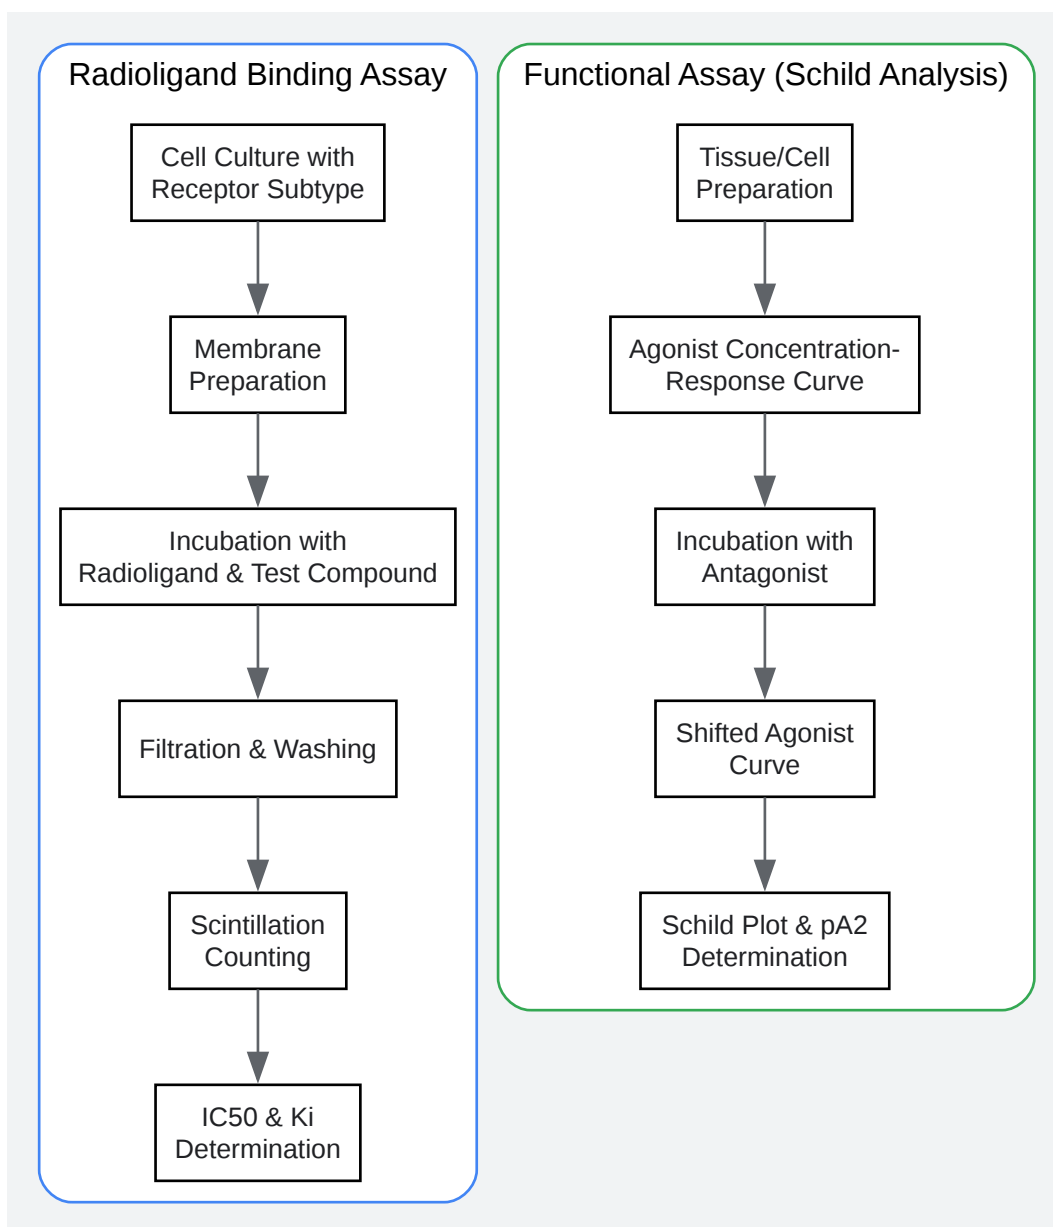 Radioligand Binding Assay
Cell Culture with
Receptor Subtype
Membrane
Preparation
Incubation with
Radioligand & Test Compound
Filtration & Washing
Scintillation
Counting
IC50 & Ki
Determination
Functional Assay (Schild Analysis)
Tissue/Cell
Preparation
Agonist Concentration-
Response Curve
Incubation with
Antagonist
Shifted Agonist
Curve
Schild Plot & pA2
Determination